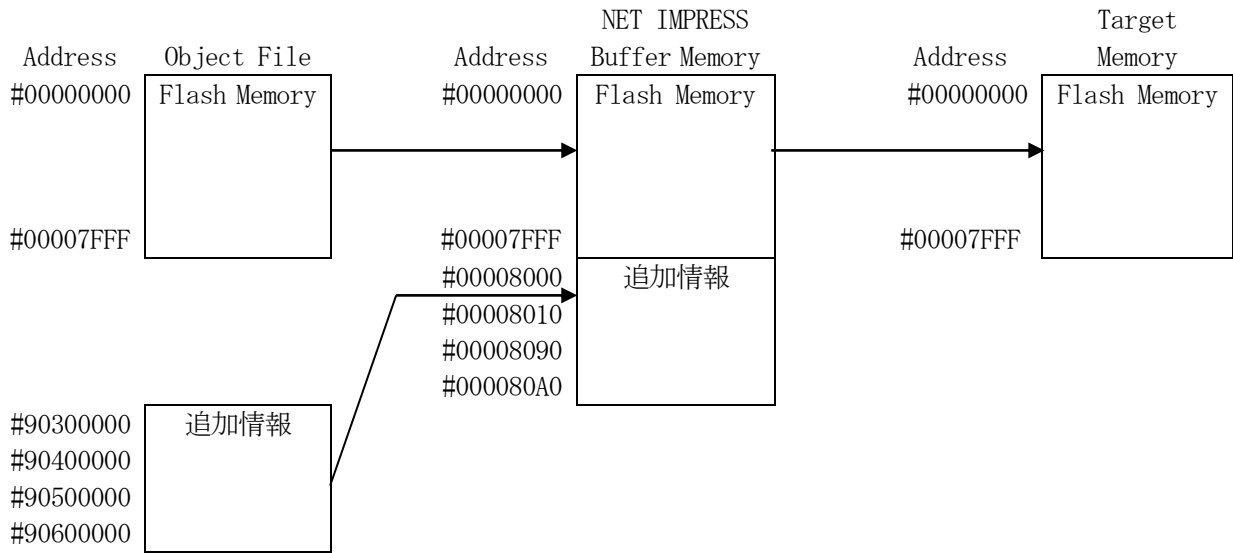 NET IMPRESS Target
Address Object File Address Buffer Memory Address Memory
#00000000 Flash Memory #00000000 Flash Memory #00000000 Flash Memory
#00007FFF #00007FFF #00007FFF
#00008000 追加情報
#00008010
#00008090
#000080A0
#90300000 追加情報
#90400000
#90500000
#90600000